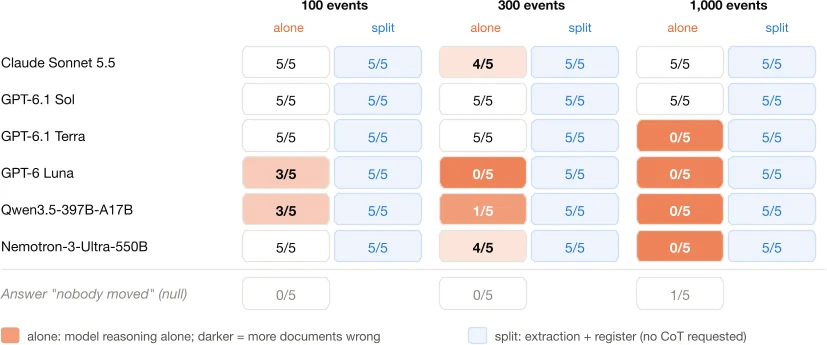 100 events 300 events 1,000 events
alone split alone split alone split
Claude Sonnet 5.5 5/5 5/5 4/5 5/5 5/5 5/5
GPT-6.1 Sol 5/5 5/5 5/5 5/5 5/5 5/5
GPT-6.1 Terra 5/5 5/5 5/5 5/5 0/5 5/5
GPT-6 Luna 3/5 5/5 0/5 5/5 0/5 5/5
Qwen3.5-397B-A17B 3/5 5/5 1/5 5/5 0/5 5/5
Nemotron-3-Ultra-550B 5/5 5/5 4/5 5/5 0/5 5/5
Answer "nobody moved" (null) 0/5 0/5 1/5
alone: model reasoning alone; darker = more documents wrong split: extraction + register (no CoT requested)